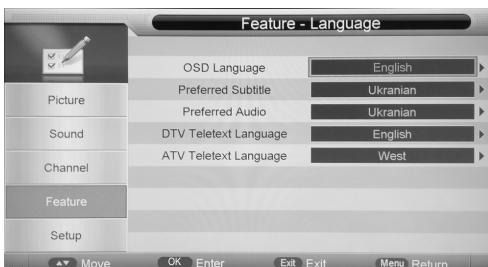 Feature - Language
OSD Language English
Preferred Subtitle Ukranian
Preferred Audio Ukranian
DTV Teletext Language English
ATV Teletext Language West
Picture
Sound
Channel
Feature
Setup
Move OK Enter Exit Exit Menu Return